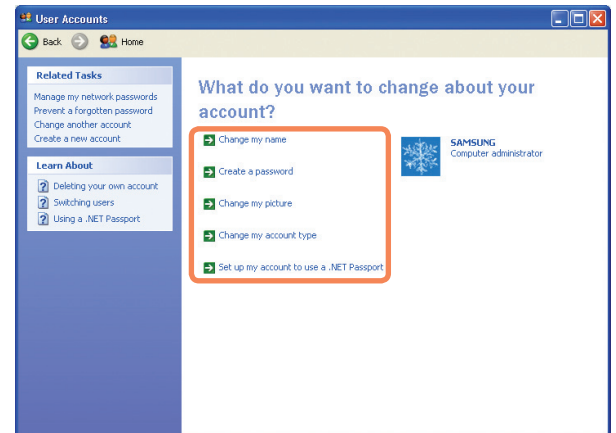 User Accounts
Back Home
Related Tasks
Manage my network passwords
Prevent a forgotten password
Change another account
Create a new account
Learn About
Deleting your own account
Switching users
Using a .NET Passport
What do you want to change about your
account?
Change my name
Create a password
Change my picture
Change my account type
Set up my account to use a .NET Passport
SAMSUNG
Computer administrator